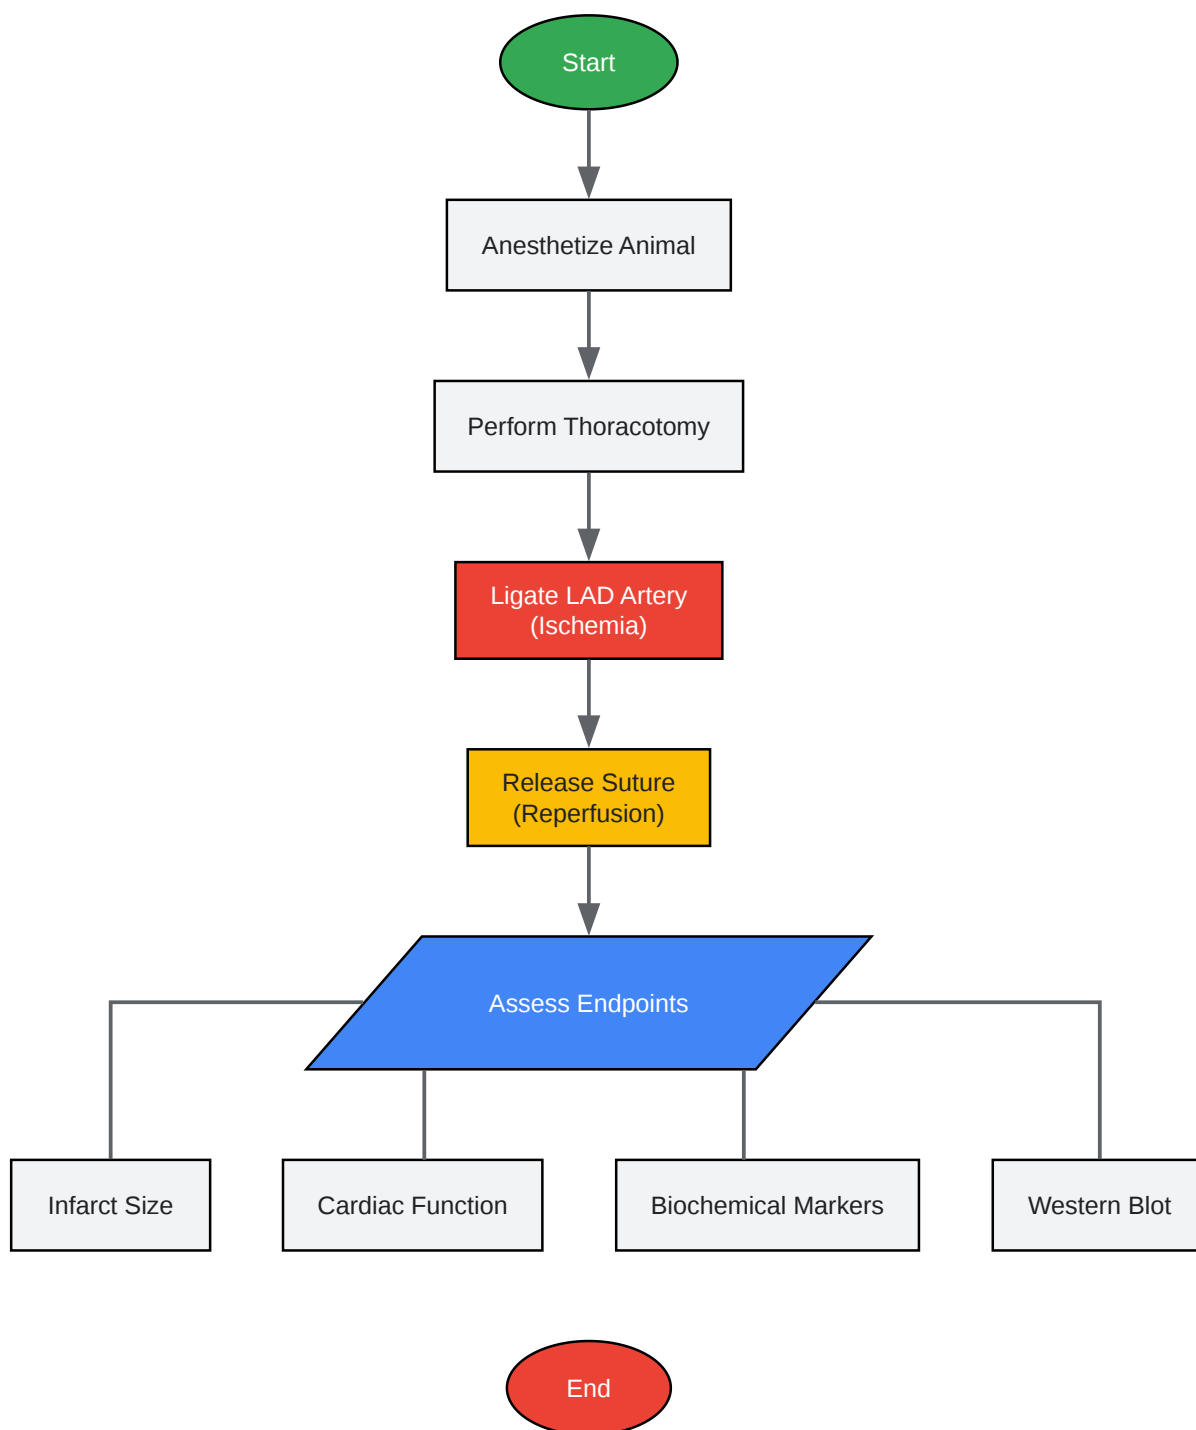 Start
Anesthetize Animal
Perform Thoracotomy
Ligate LAD Artery
(Ischemia)
Release Suture
(Reperfusion)
Assess Endpoints
Infarct Size
Cardiac Function
Biochemical Markers
Western Blot
End